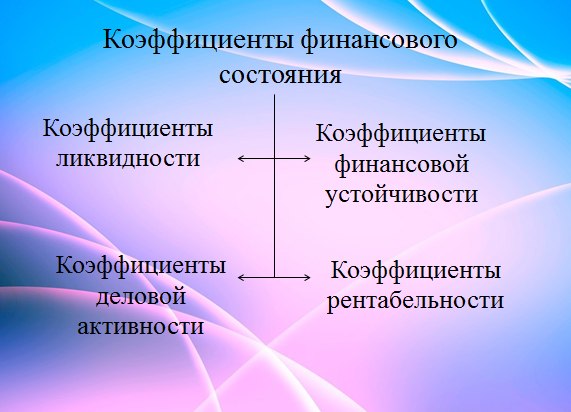 Коэффициенты финансового
состояния
Коэффициенты
ликвидности
Коэффициенты
финансовой
устойчивости
Коэффициенты
деловой
активности
Коэффициенты
рентабельности